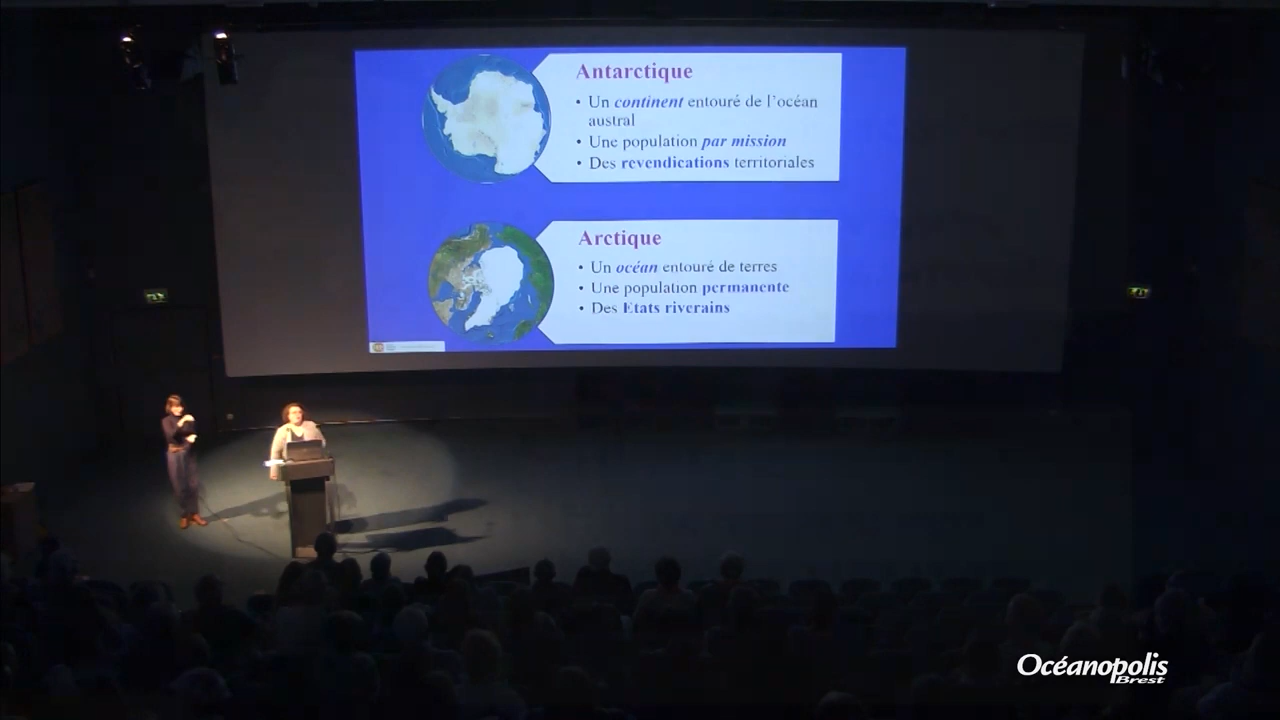 Antarctique
• Un continent entouré de l'océan
austral
• Une population par mission
• Des revendications territoriales
Arctique
• Un océan entouré de terres
• Une population permanente
• Des Etats riverains
Océanopolis
Brest